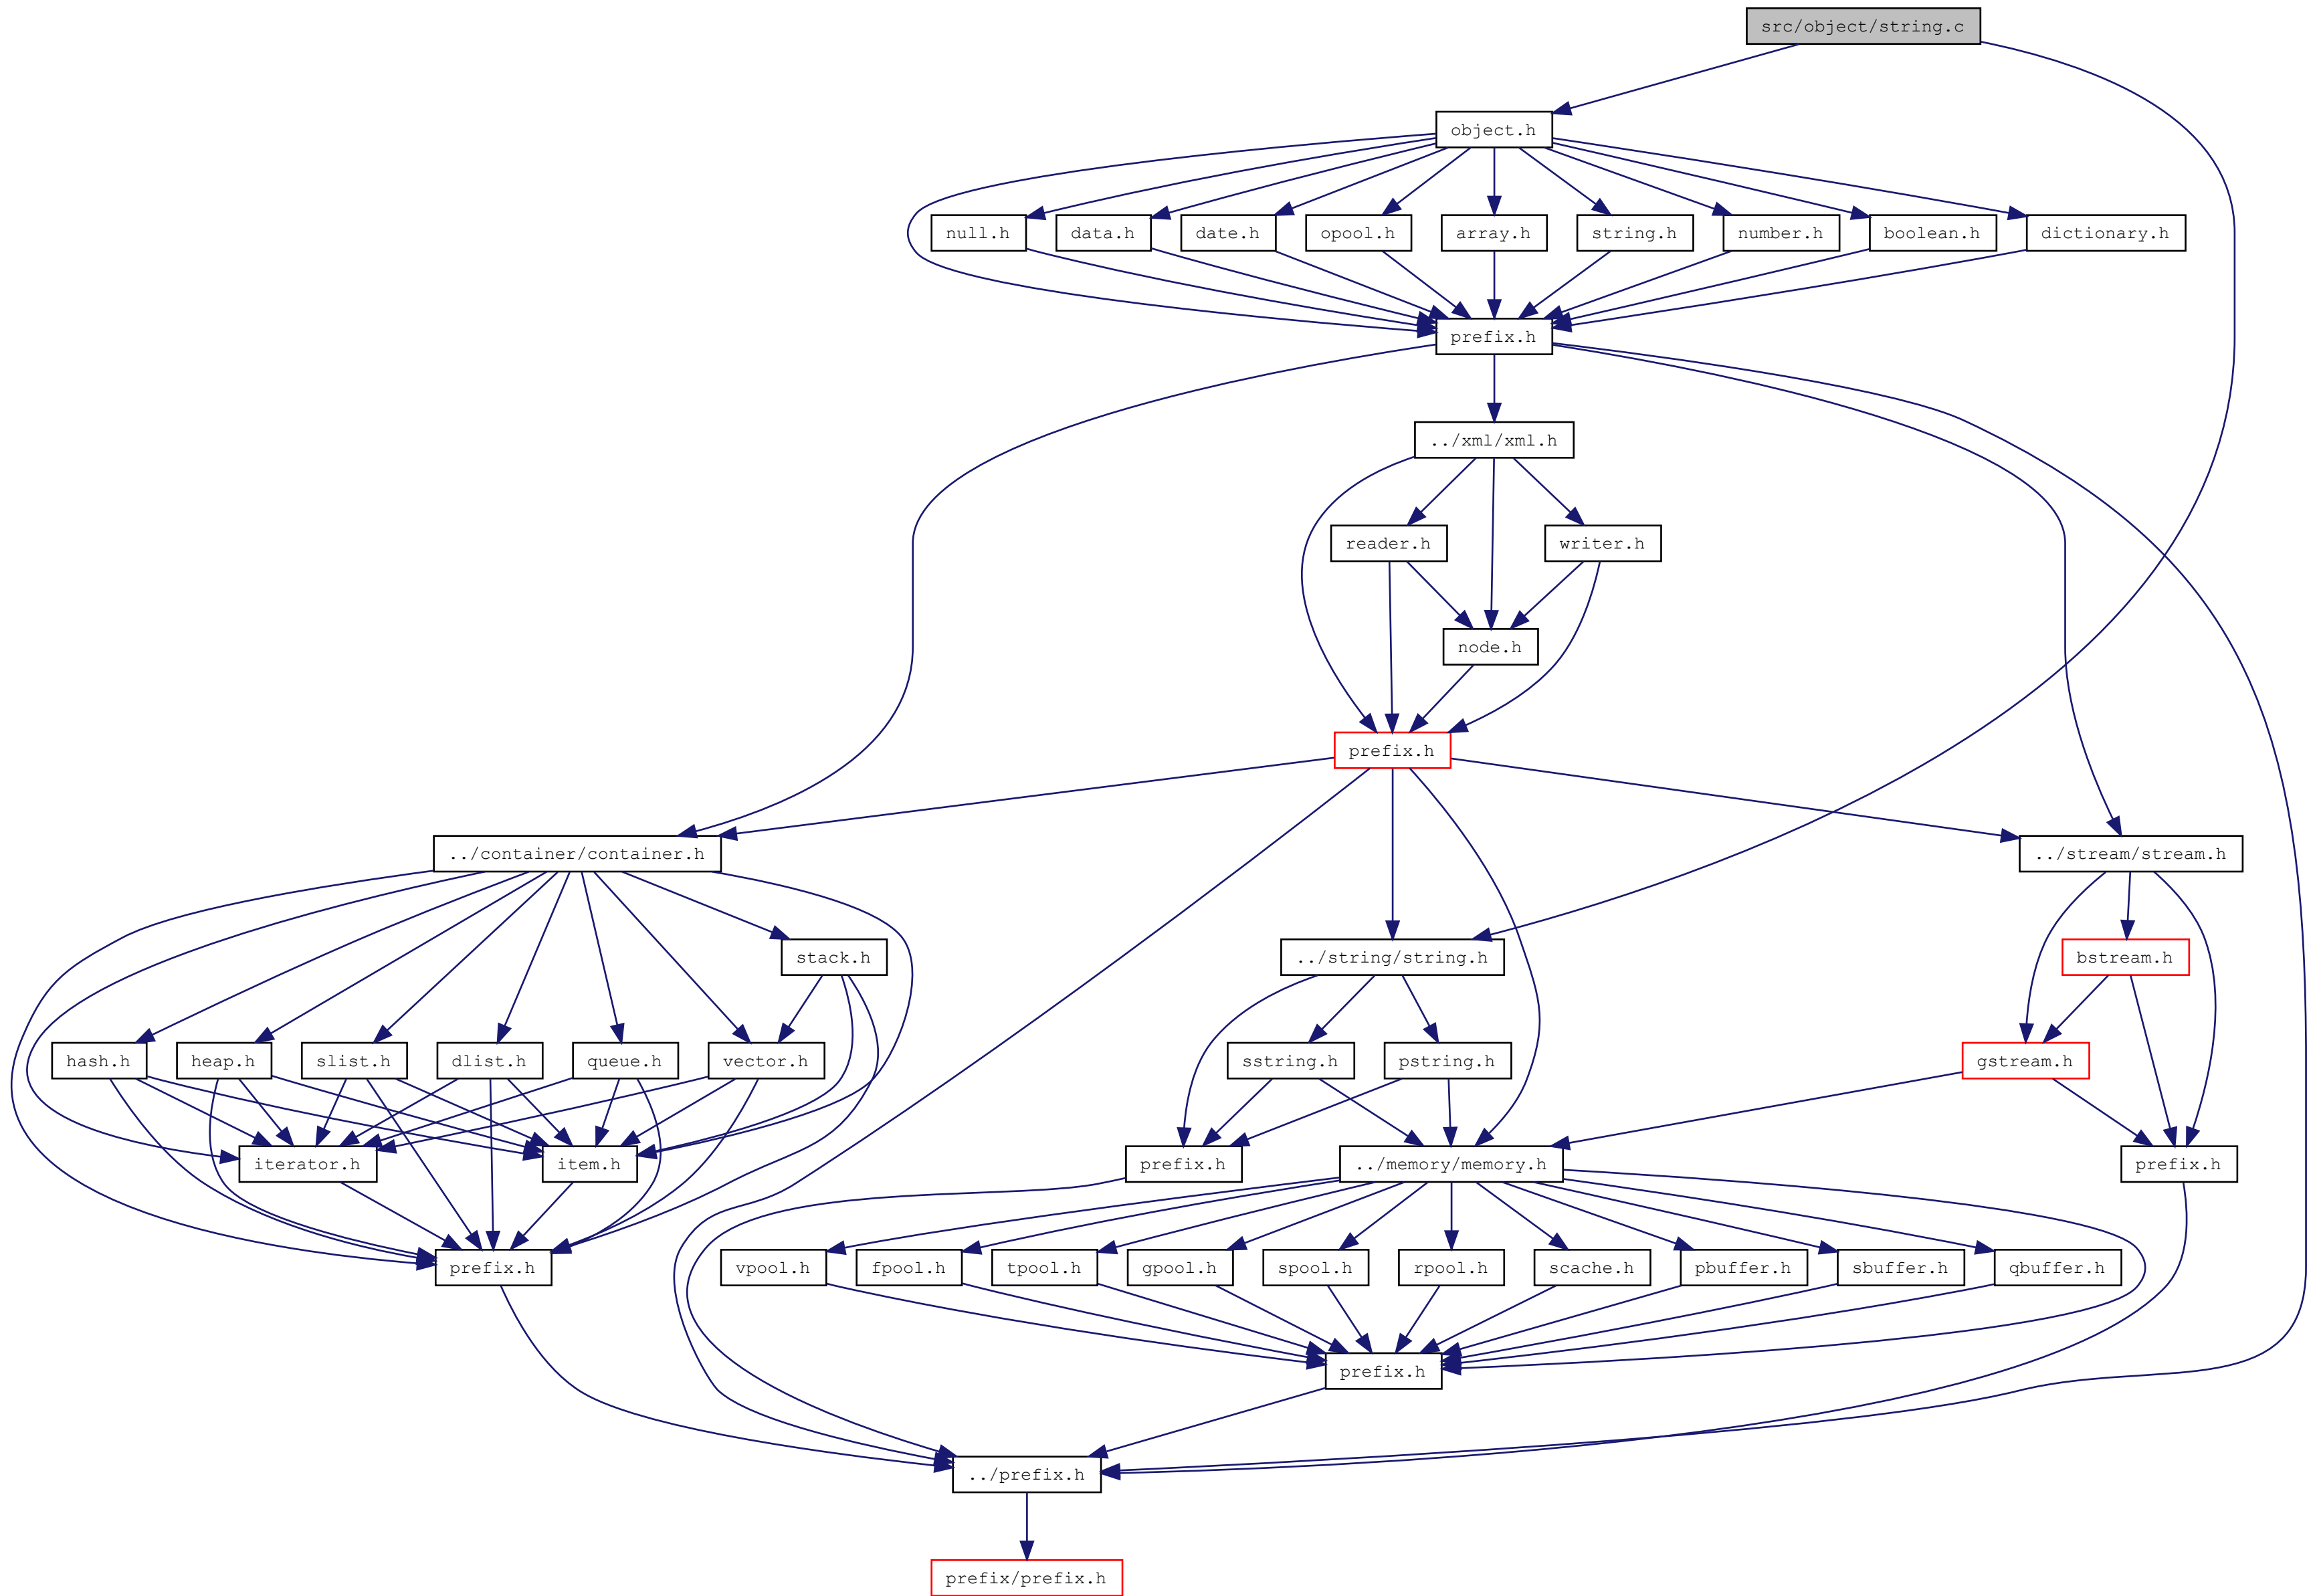 src/object/string.c
object.h
null.h
data.h
date.h
opool.h
array.h
string.h
number.h
boolean.h
dictionary.h
prefix.h
../xml/xml.h
reader.h
writer.h
node.h
prefix.h
../container/container.h
../stream/stream.h
stack.h
../string/string.h
bstream.h
hash.h
heap.h
slist.h
dlist.h
queue.h
vector.h
sstring.h
pstring.h
gstream.h
iterator.h
item.h
prefix.h
../memory/memory.h
prefix.h
prefix.h
vpool.h
fpool.h
tpool.h
gpool.h
spool.h
rpool.h
scache.h
pbuffer.h
sbuffer.h
qbuffer.h
prefix.h
../prefix.h
prefix/prefix.h